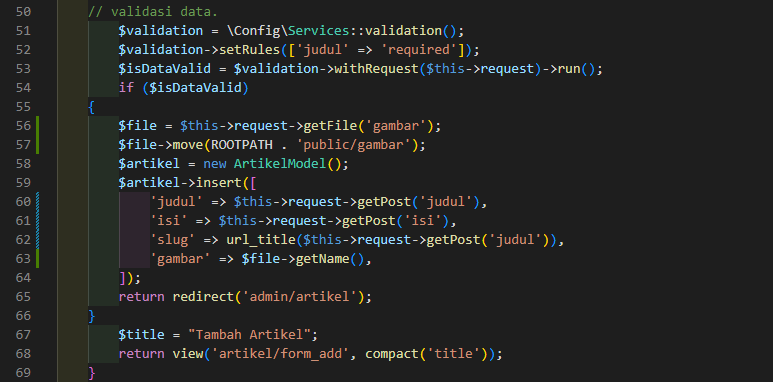 50 // validasi data.
51 $validation = \Config\Services::validation();
52 $validation->setRules(['judul' => 'required']);
53 $isDataValid = $validation->withRequest($this->request)->run();
54 if ($isDataValid)
55 {
56 $file = $this->request->getFile('gambar');
57 $file->move(ROOTPATH . 'public/gambar');
58 $artikel = new ArtikelModel();
59 $artikel->insert([
60 'judul' => $this->request->getPost('judul'),
61 'isi' => $this->request->getPost('isi'),
62 'slug' => url_title($this->request->getPost('judul')),
63 'gambar' => $file->getName(),
64 ]);
65 return redirect('admin/artikel');
66 }
67 $title = "Tambah Artikel";
68 return view('artikel/form_add', compact('title'));
69 }